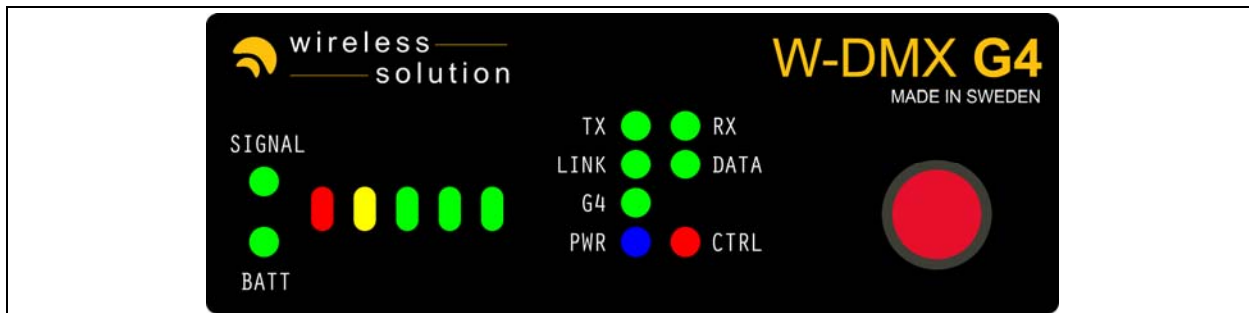 wireless
solution
W-DMX G4
MADE IN SWEDEN
SIGNAL
BATT
TX RX
LINK DATA
G4
PWR CTRL